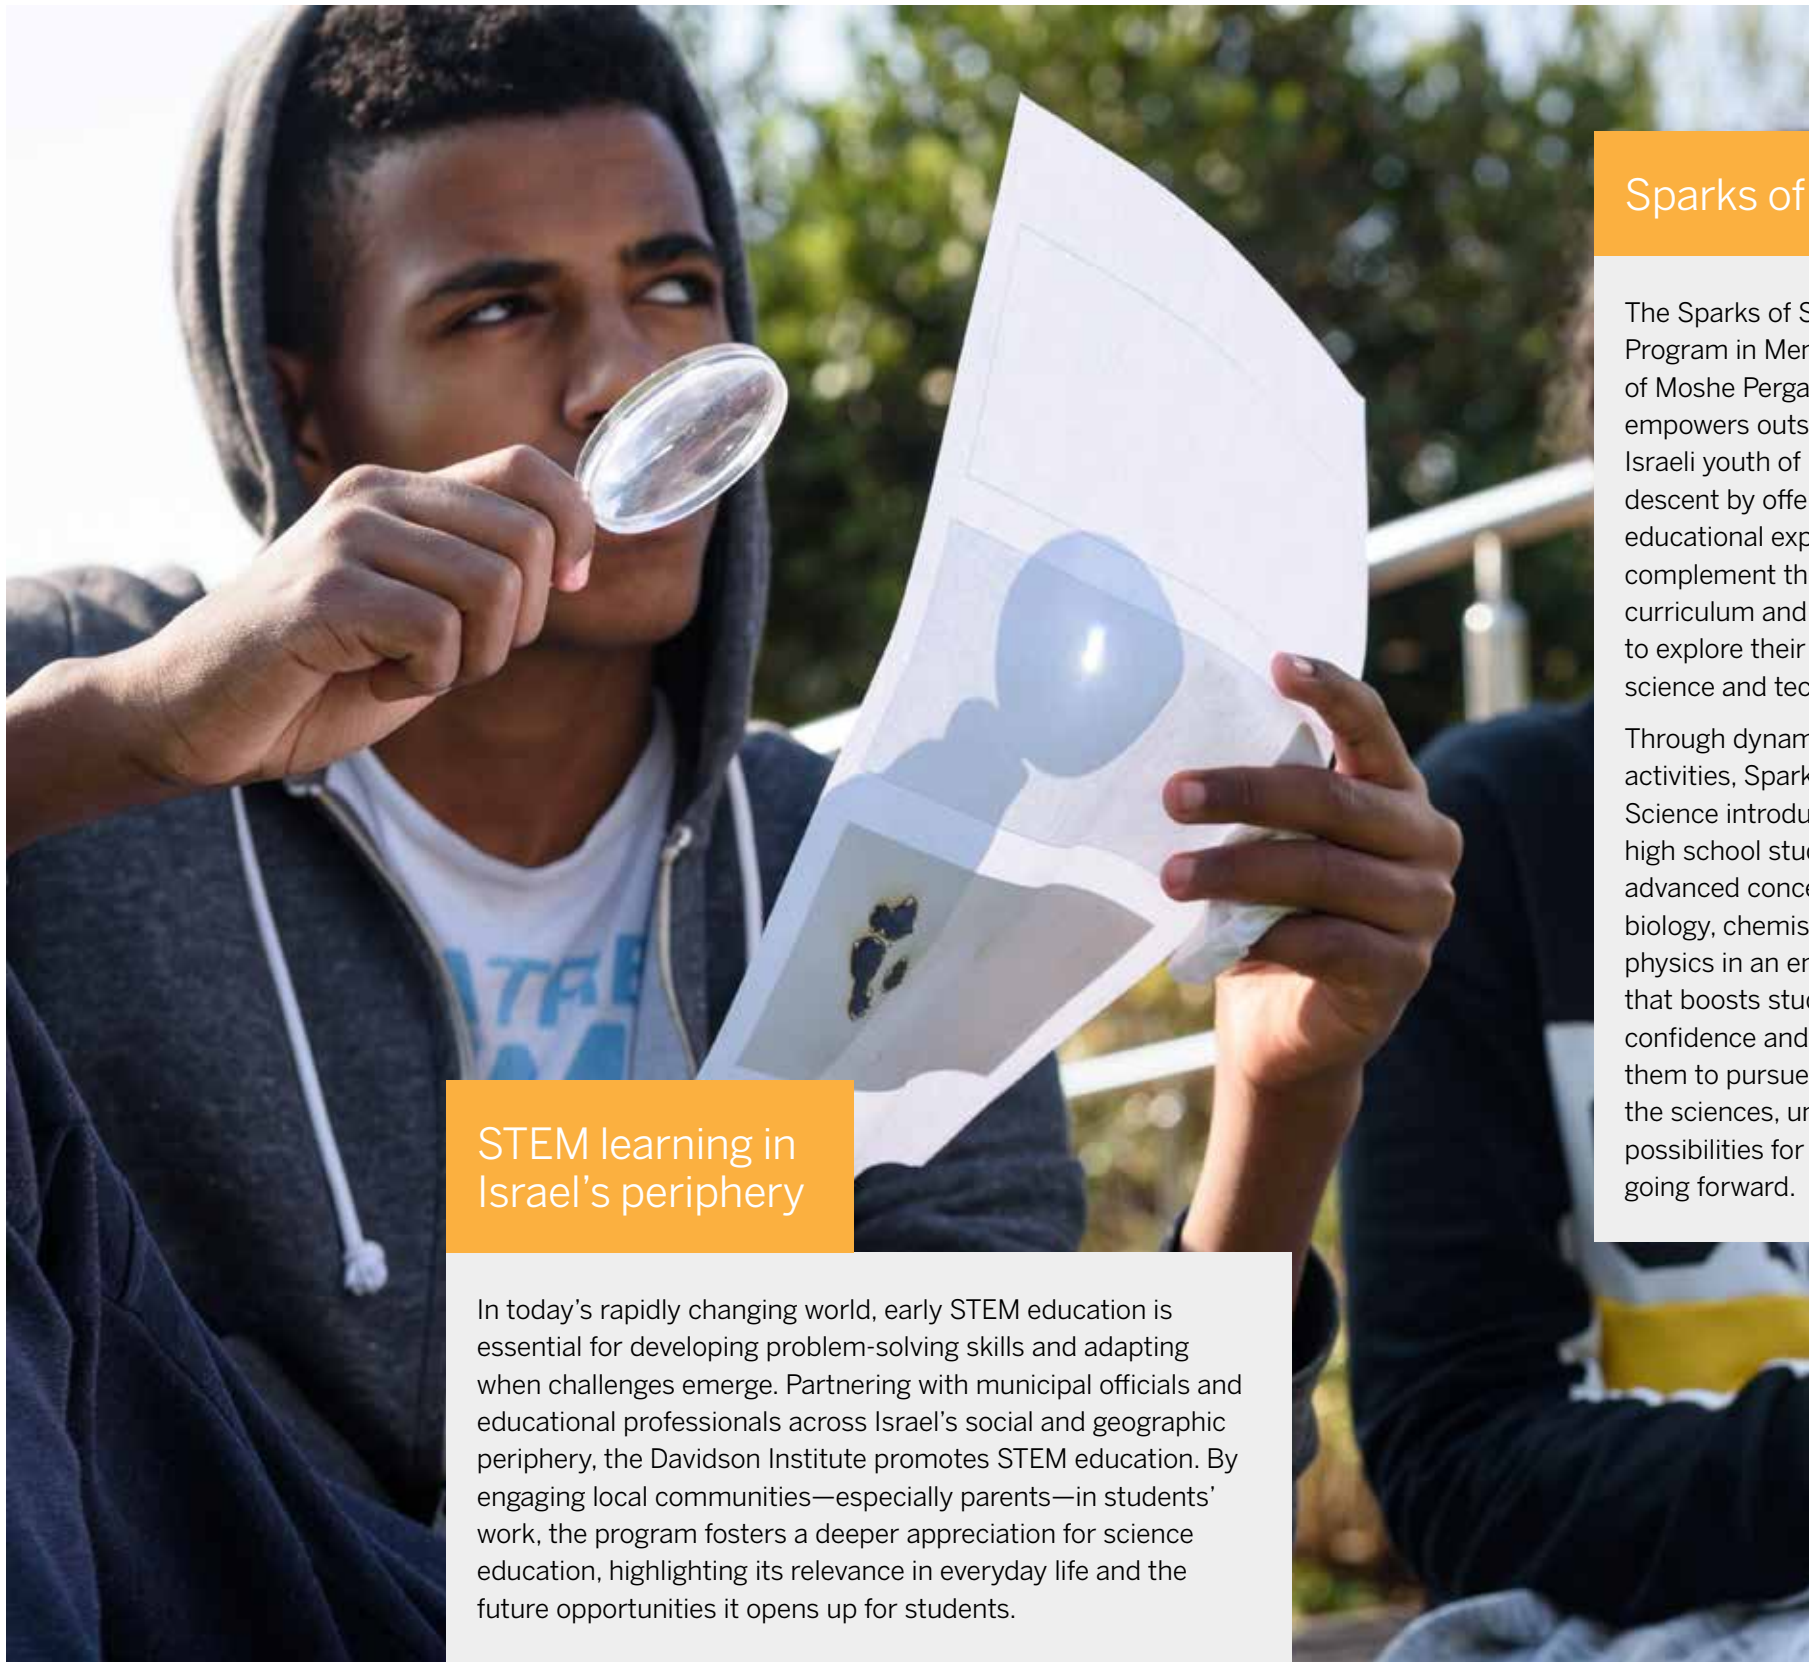 STEM learning in
Israel's periphery
In today's rapidly changing world, early STEM education is
essential for developing problem-solving skills and adapting
when challenges emerge. Partnering with municipal officials and
educational professionals across Israel's social and geographic
periphery, the Davidson Institute promotes STEM education. By
engaging local communities—especially parents—in students'
work, the program fosters a deeper appreciation for science
education, highlighting its relevance in everyday life and the
future opportunities it opens up for students.
Sparks of
The Sparks of
Program in
of Moshe
empowers
Israeli youth of
descent by
educational
complement
curriculum and
to explore their
science and
Through
activities,
Science
high school
advanced
biology,
physics in an
that boosts
confidence and
them to pursue
the sciences,
possibilities for
going forward.